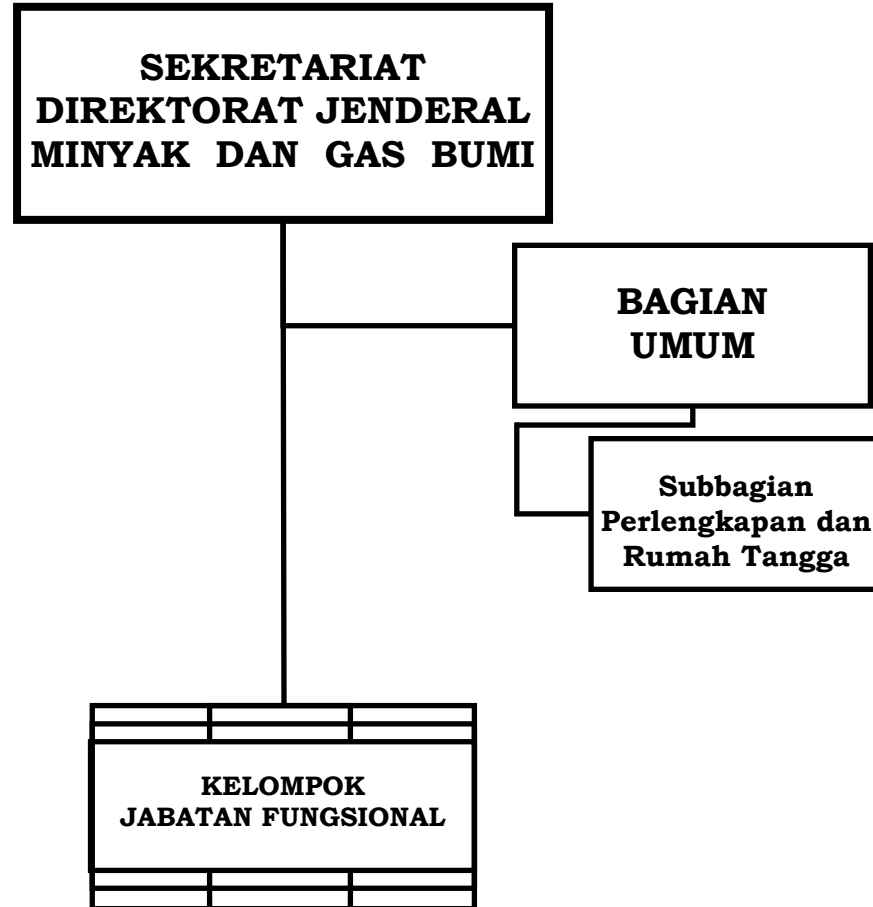 SEKRETARIAT
DIREKTORAT JENDERAL
MINYAK DAN GAS BUMI
BAGIAN
UMUM
Subbagian
Perlengkapan dan
Rumah Tangga
KELOMPOK
JABATAN FUNGSIONAL